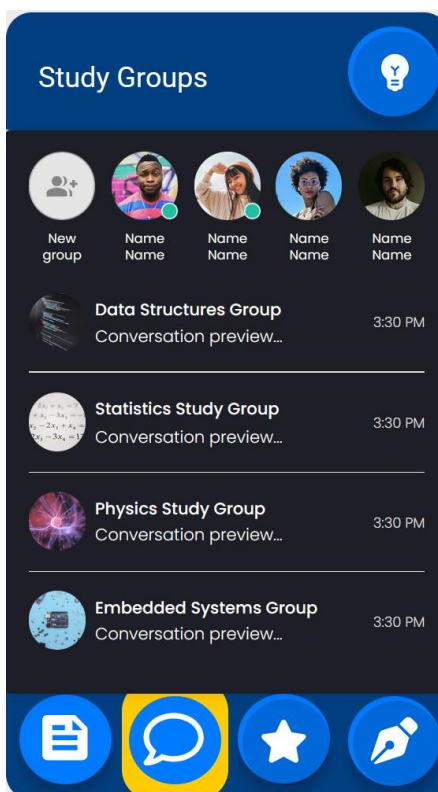 Study Groups
New
group
Name
Name
Name
Name
Name
Name
Name
Name
Data Structures Group
3:30 PM
Conversation preview...
Statistics Study Group
3:30 PM
Conversation preview...
Physics Study Group
3:30 PM
Conversation preview...
Embedded Systems Group
3:30 PM
Conversation preview...